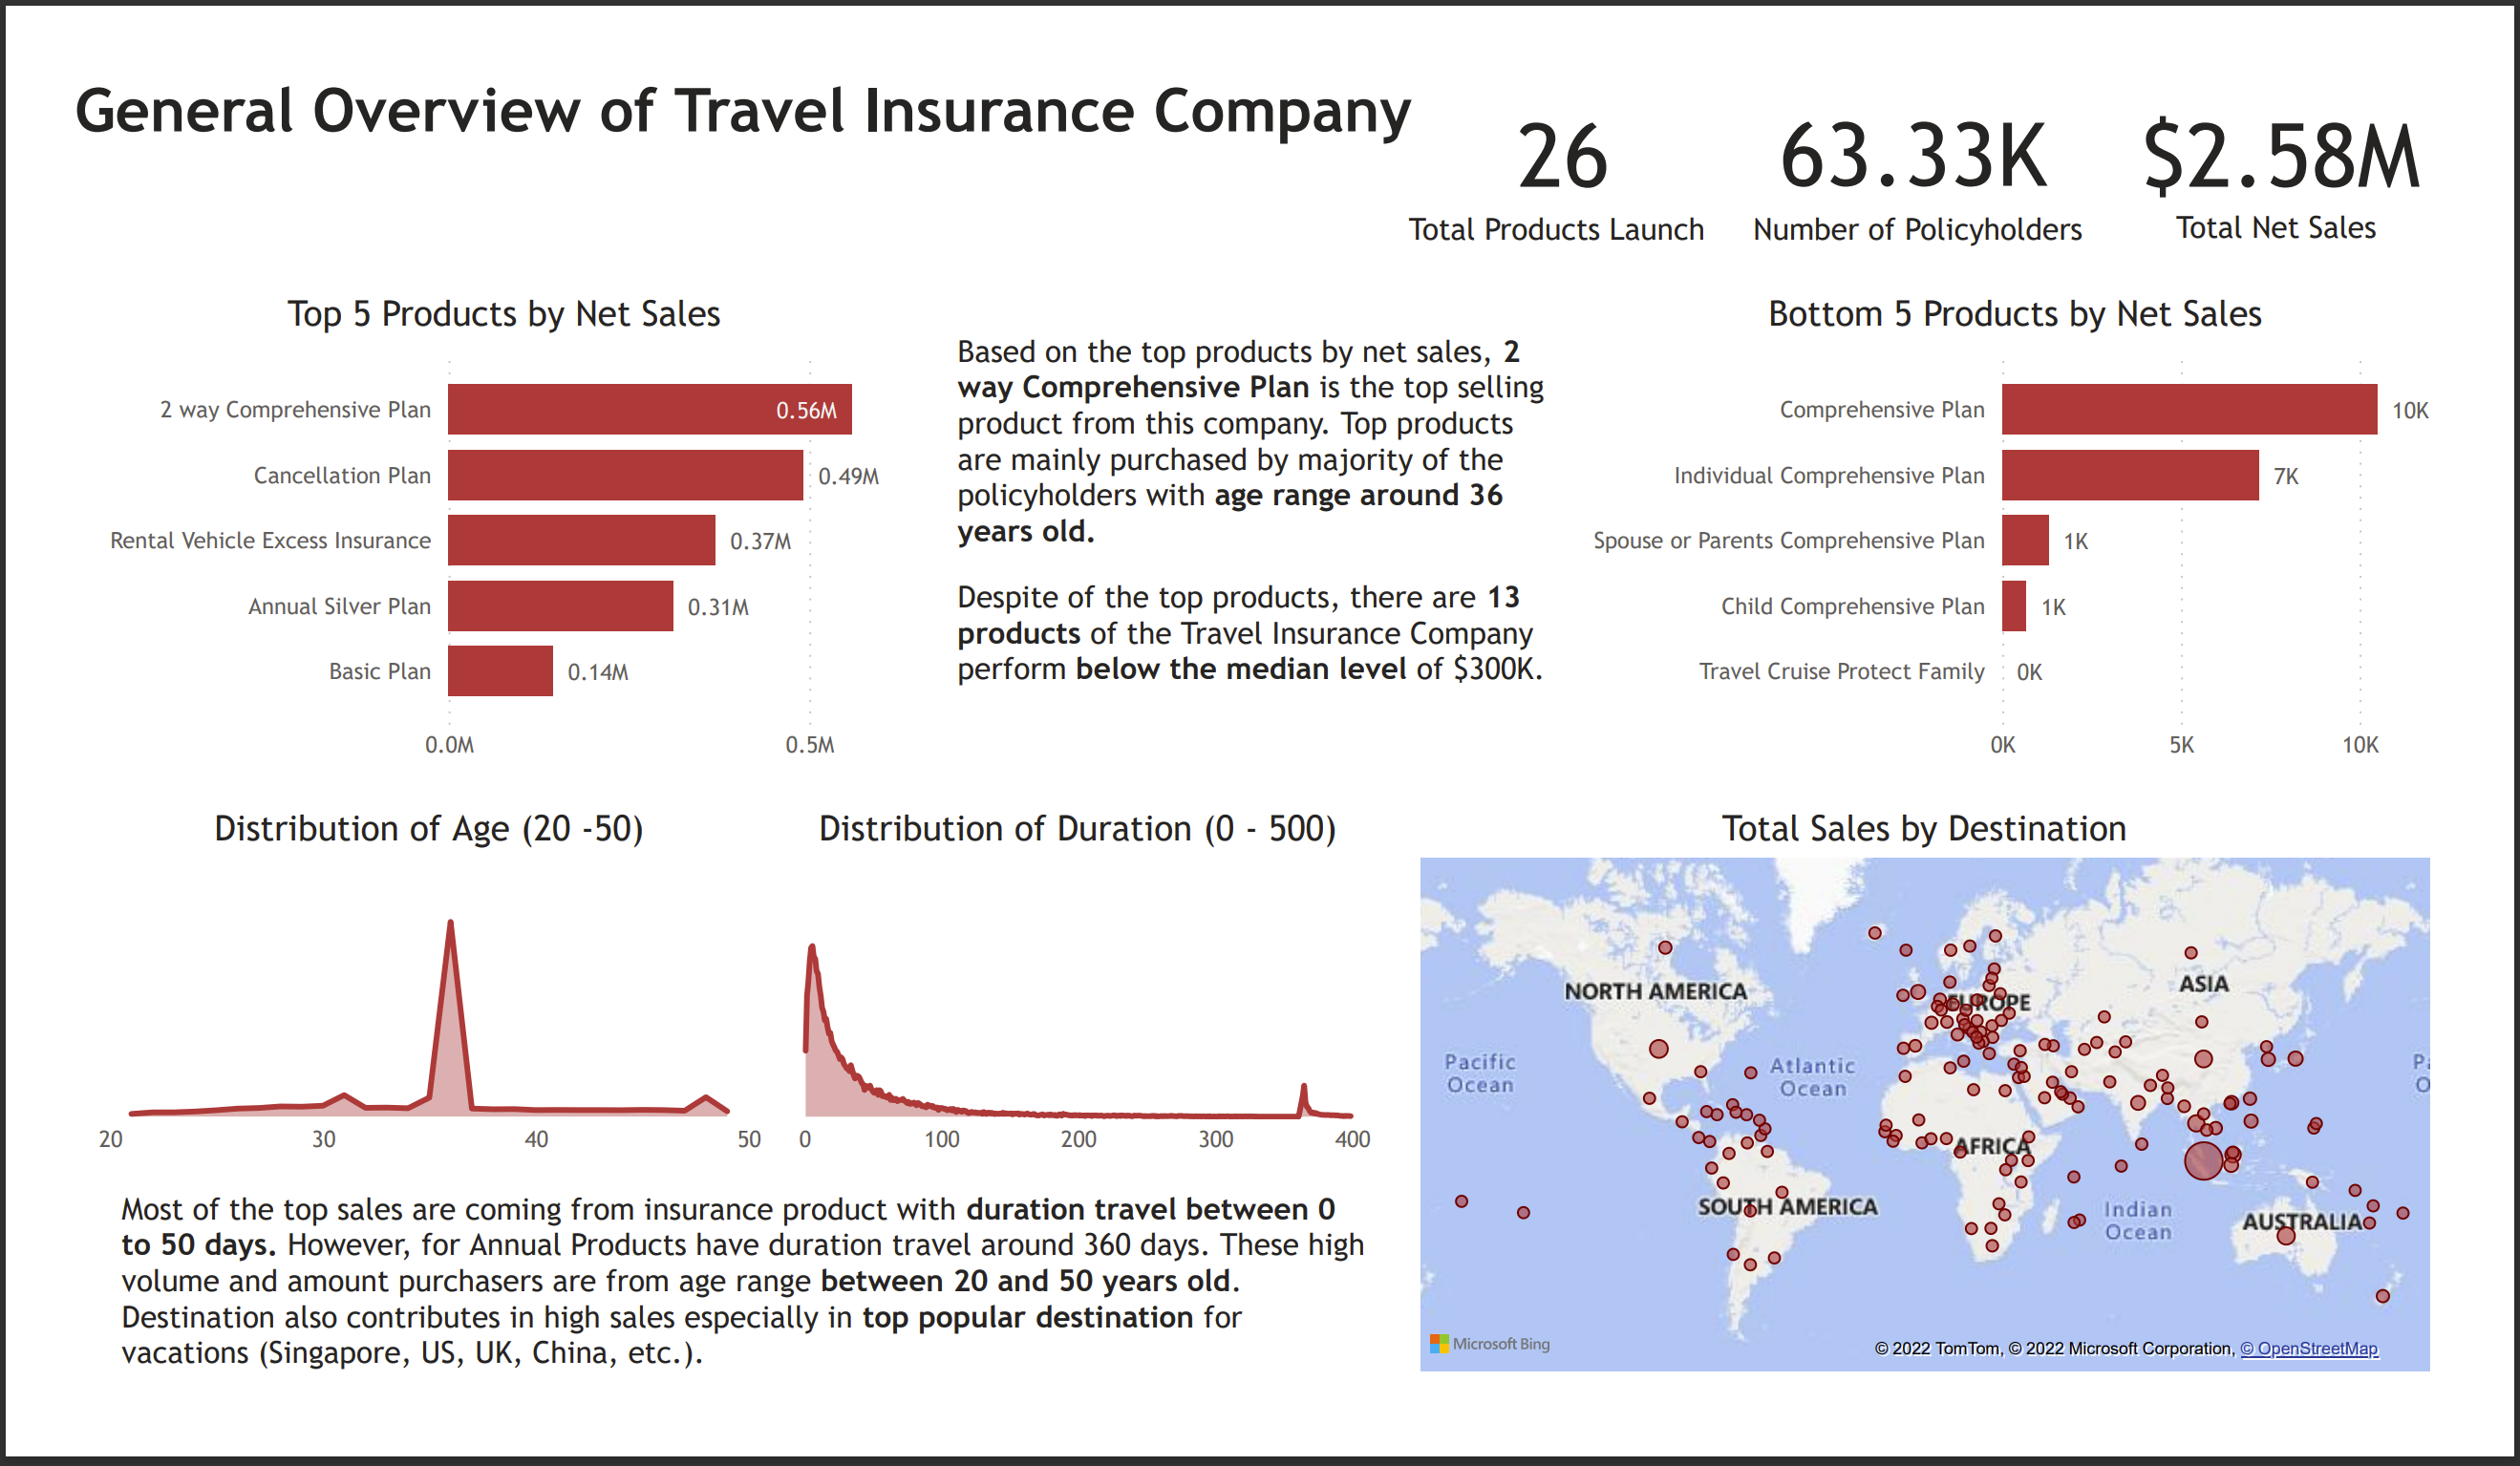 General Overview of Travel Insurance Company
26
Total Products Launch
63.33K
Number of Policyholders
$2.58M
Total Net Sales
Top 5 Products by Net Sales
2 way Comprehensive Plan
0.56M
Cancellation Plan
0.49M
Rental Vehicle Excess Insurance
0.37M
Annual Silver Plan
0.31M
Basic Plan
0.14M
0.0M
0.5M
Based on the top products by net sales, 2
way Comprehensive Plan is the top selling
product from this company. Top products
are mainly purchased by majority of the
policyholders with age range around 36
years old.
Despite of the top products, there are 13
products of the Travel Insurance Company
perform below the median level of $300K.
Bottom 5 Products by Net Sales
Comprehensive Plan
10K
Individual Comprehensive Plan
7K
Spouse or Parents Comprehensive Plan
1K
Child Comprehensive Plan
1K
Travel Cruise Protect Family
0K
0K
5K
10K
Distribution of Age (20 -50)
20
30
40
50
Distribution of Duration (0 - 500)
0
100
200
300
400
Most of the top sales are coming from insurance product with duration travel between 0
to 50 days. However, for Annual Products have duration travel around 360 days. These high
volume and amount purchasers are from age range between 20 and 50 years old.
Destination also contributes in high sales especially in top popular destination for
vacations (Singapore, US, UK, China, etc.).
Total Sales by Destination
NORTH AMERICA
EUROPE
ASIA
Pacific
Ocean
Atlantic
Ocean
AFRICA
SOUTH AMERICA
Indian
Ocean
AUSTRALIA
Microsoft Bing
© 2022 TomTom, © 2022 Microsoft Corporation, © OpenStreetMap